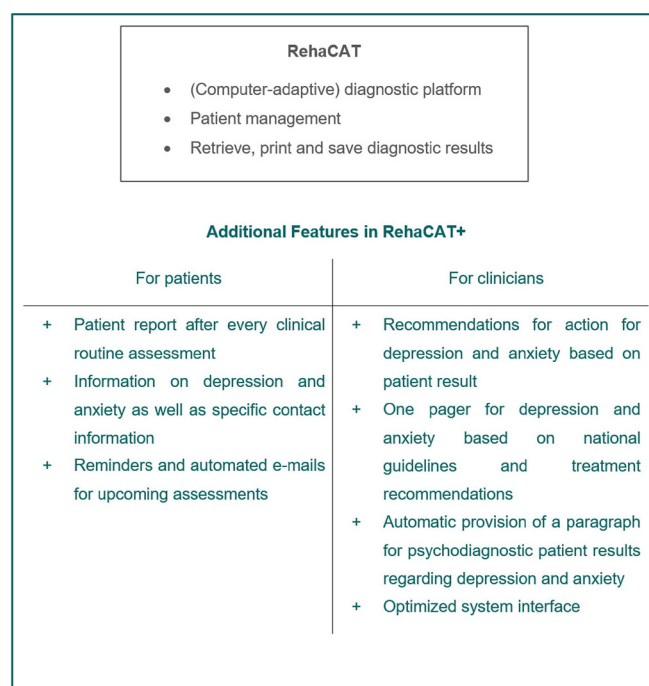 RehaCAT
• (Computer-adaptive) diagnostic platform
• Patient management
• Retrieve, print and save diagnostic results
Additional Features in RehaCAT+
For patients
+ Patient report after every clinical
routine assessment
+ Information on depression and
anxiety as well as specific contact
information
+ Reminders and automated e-mails
for upcoming assessments
For clinicians
+ Recommendations for action for
depression and anxiety based on
patient result
+ One pager for depression and
anxiety based on national
guidelines and treatment
recommendations
+ Automatic provision of a paragraph
for psychodiagnostic patient results
regarding depression and anxiety
+ Optimized system interface